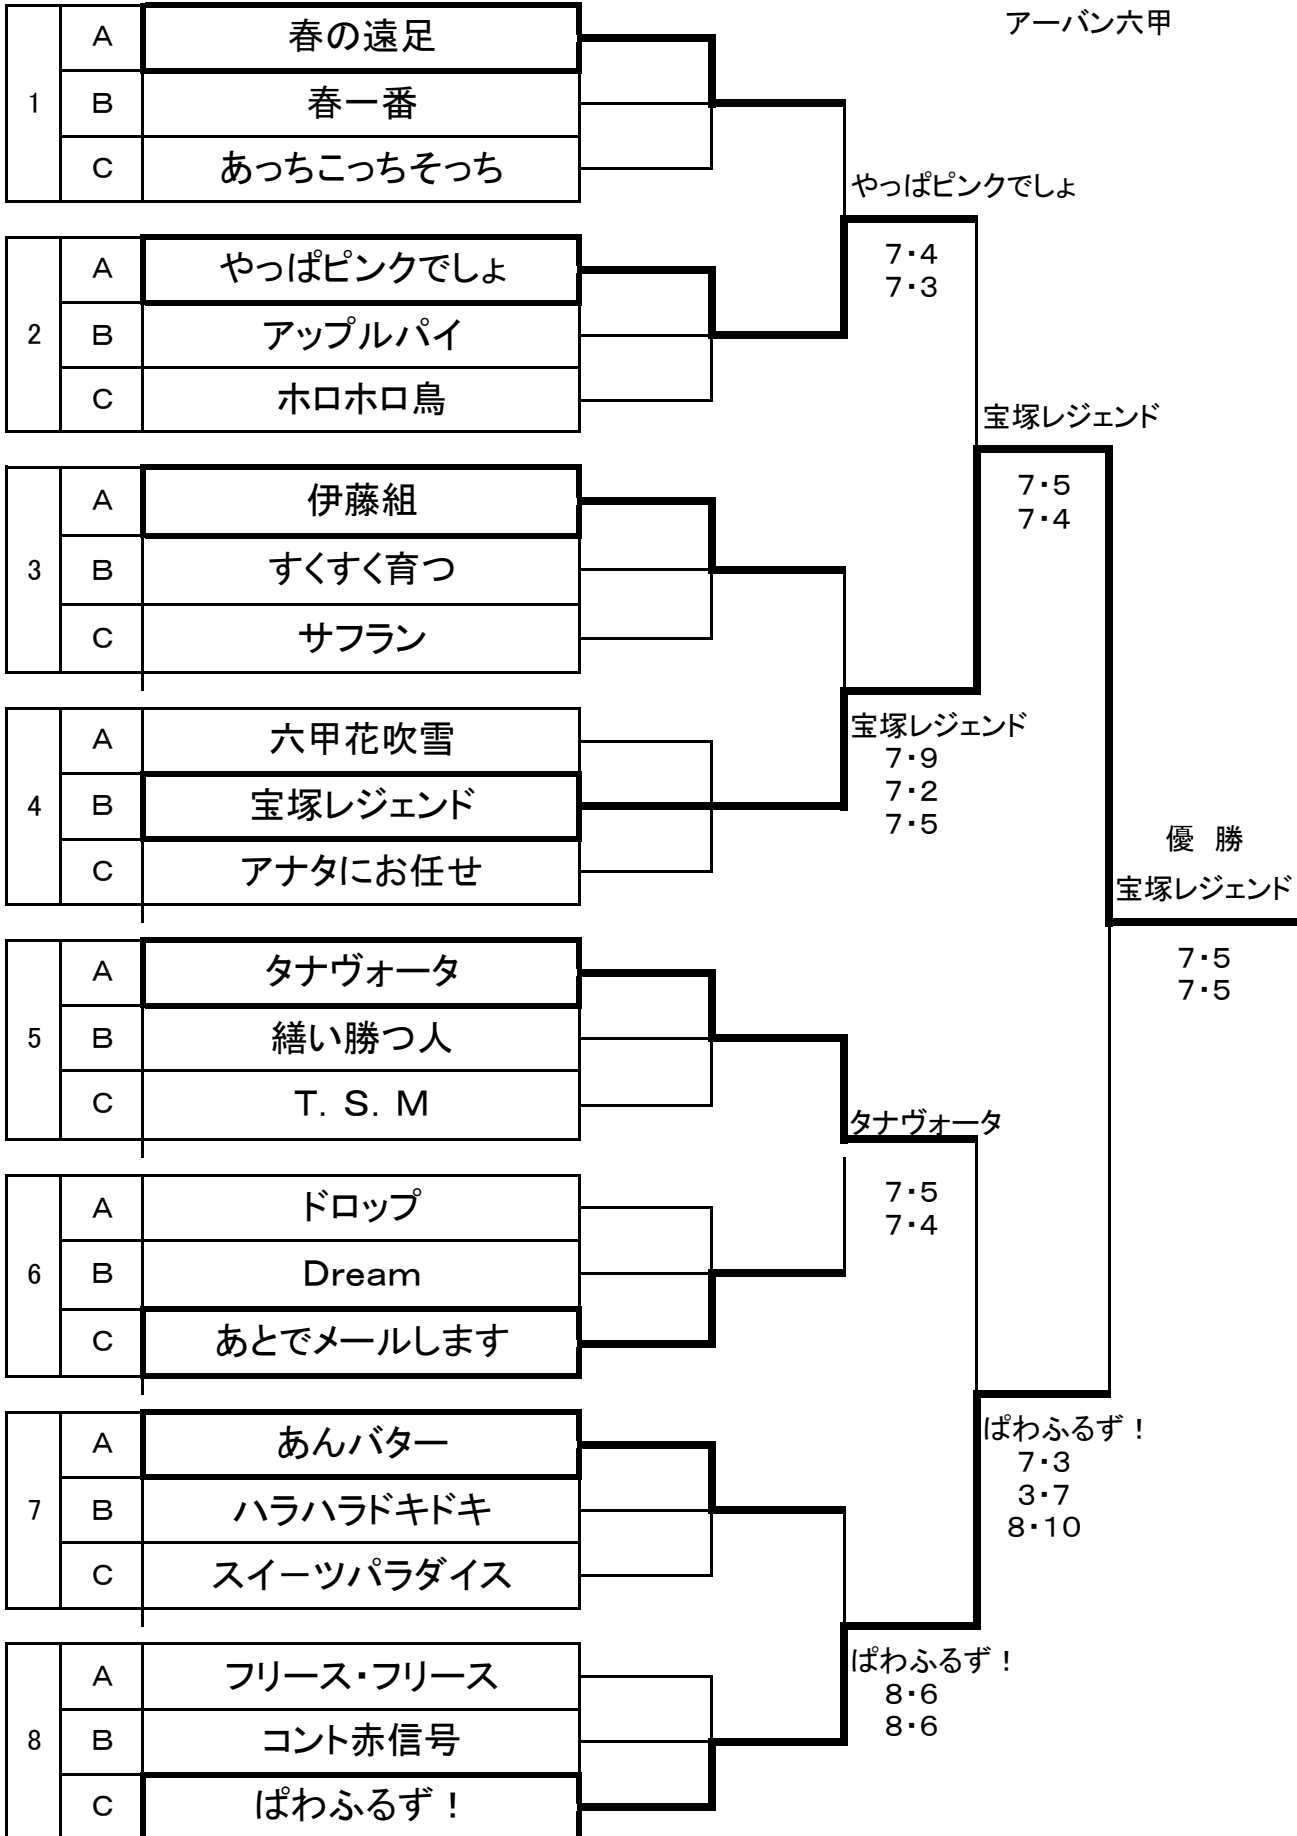 アーバン六甲
1
A 春の遠足
B 春一番
C あっちこっちそっち
2
A やっぱピンクでしょ
B アップルパイ
C ホロホロ鳥
3
A 伊藤組
B すくすく育つ
C サフラン
4
A 六甲花吹雪
B 宝塚レジェンド
C アナタにお任せ
5
A タナヴォータ
B 繕い勝つ人
C T．S．M
6
A ドロップ
B Dream
C あとでメールします
7
A あんバター
B ハラハラドキドキ
C スイーツパラダイス
8
A フリース・フリース
B コント赤信号
C ぱわふるず！
やっぱピンクでしょ
7・4
7・3
宝塚レジェンド
7・9
7・2
7・5
タナヴォータ
7・5
7・4
ぱわふるず！
8・6
8・6
宝塚レジェンド
7・5
7・4
ぱわふるず！
7・3
3・7
8・10
優 勝
宝塚レジェンド
7・5
7・5